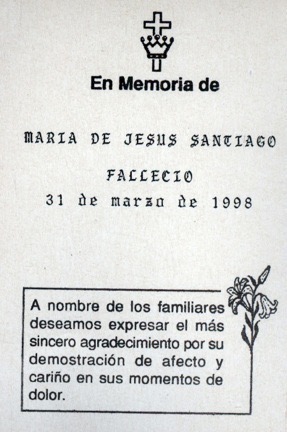 En Memoria de
MARIA DE JESUS SANTIAGO
FALLECIO
31 de marzo de 1998
A nombre de los familiares
deseamos expresar el más
sincero agradecimiento por su
demostración de afecto y
cariño en sus momentos de
dolor.